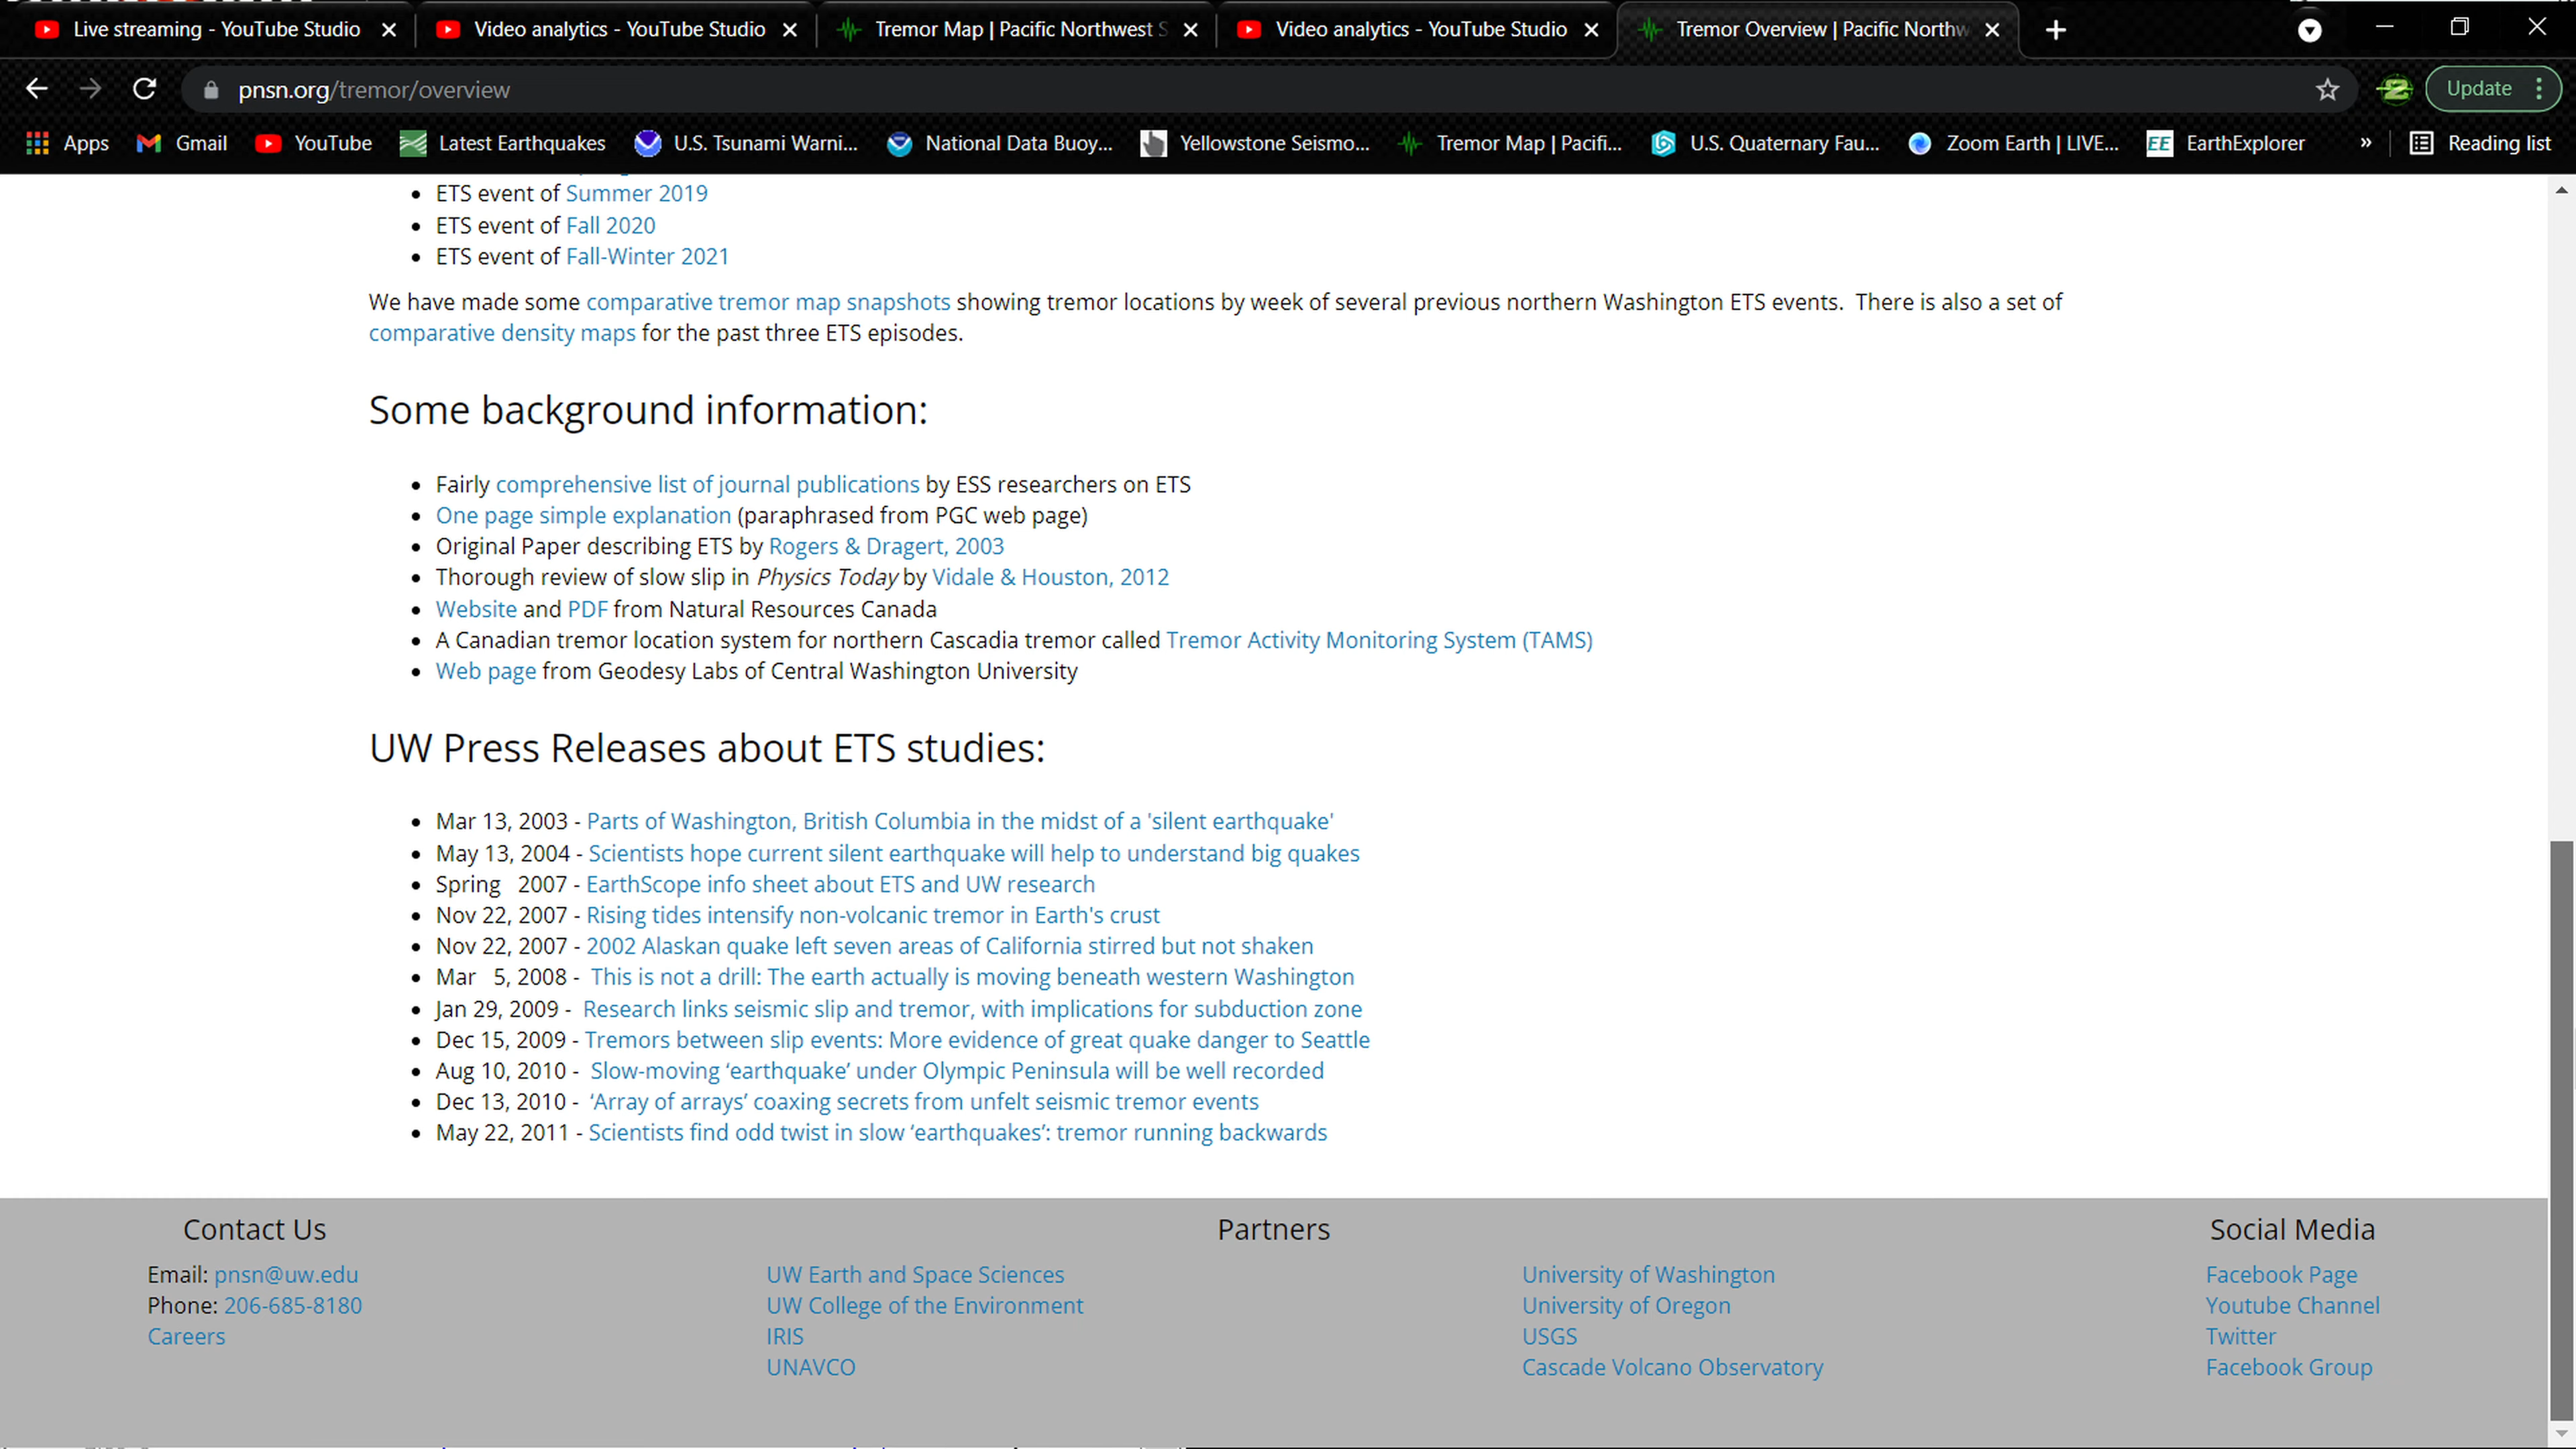 Live streaming - YouTube Studio
Video analytics - YouTube Studio
Tremor Map | Pacific Northwest S
Video analytics - YouTube Studio
Tremor Overview | Pacific Northw
pnsn.org/tremor/overview
Update
Apps
Gmail
YouTube
Latest Earthquakes
U.S. Tsunami Warni...
National Data Buoy...
Yellowstone Seismo...
Tremor Map | Pacifi...
U.S. Quaternary Fau...
Zoom Earth | LIVE...
EE EarthExplorer
»
Reading list
• ETS event of Summer 2019
• ETS event of Fall 2020
• ETS event of Fall-Winter 2021
We have made some comparative tremor map snapshots showing tremor locations by week of several previous northern Washington ETS events.  There is also a set of
comparative density maps for the past three ETS episodes.
Some background information:
• Fairly comprehensive list of journal publications by ESS researchers on ETS
• One page simple explanation (paraphrased from PGC web page)
• Original Paper describing ETS by Rogers & Dragert, 2003
• Thorough review of slow slip in Physics Today by Vidale & Houston, 2012
• Website and PDF from Natural Resources Canada
• A Canadian tremor location system for northern Cascadia tremor called Tremor Activity Monitoring System (TAMS)
• Web page from Geodesy Labs of Central Washington University
UW Press Releases about ETS studies:
• Mar 13, 2003 - Parts of Washington, British Columbia in the midst of a 'silent earthquake'
• May 13, 2004 - Scientists hope current silent earthquake will help to understand big quakes
• Spring  2007 - EarthScope info sheet about ETS and UW research
• Nov 22, 2007 - Rising tides intensify non-volcanic tremor in Earth's crust
• Nov 22, 2007 - 2002 Alaskan quake left seven areas of California stirred but not shaken
• Mar  5, 2008 -  This is not a drill: The earth actually is moving beneath western Washington
• Jan 29, 2009 -  Research links seismic slip and tremor, with implications for subduction zone
• Dec 15, 2009 - Tremors between slip events: More evidence of great quake danger to Seattle
• Aug 10, 2010 -  Slow-moving ‘earthquake’ under Olympic Peninsula will be well recorded
• Dec 13, 2010 -  ‘Array of arrays’ coaxing secrets from unfelt seismic tremor events
• May 22, 2011 - Scientists find odd twist in slow ‘earthquakes’: tremor running backwards
Contact Us
Email: pnsn@uw.edu
Phone: 206-685-8180
Careers
Partners
UW Earth and Space Sciences
UW College of the Environment
IRIS
UNAVCO
University of Washington
University of Oregon
USGS
Cascade Volcano Observatory
Social Media
Facebook Page
Youtube Channel
Twitter
Facebook Group